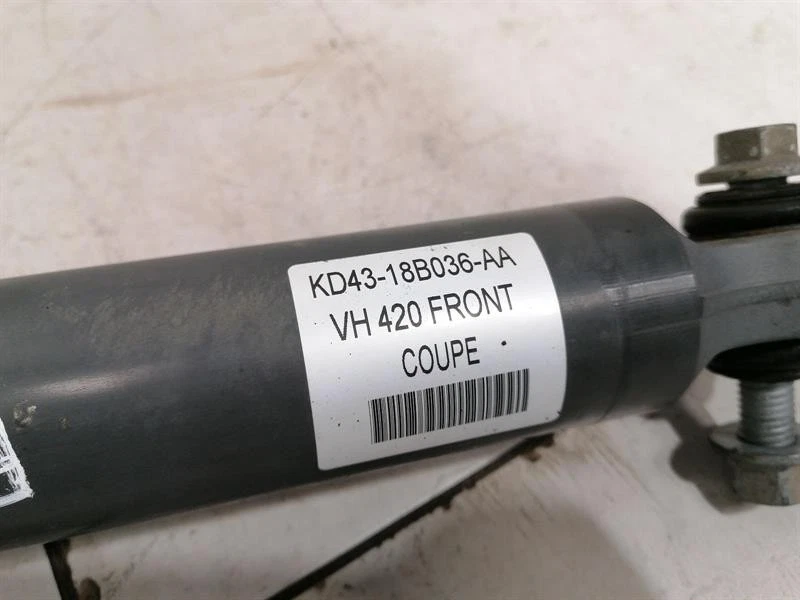 KD43-18B036-AA
VH 420 FRONT
COUPE